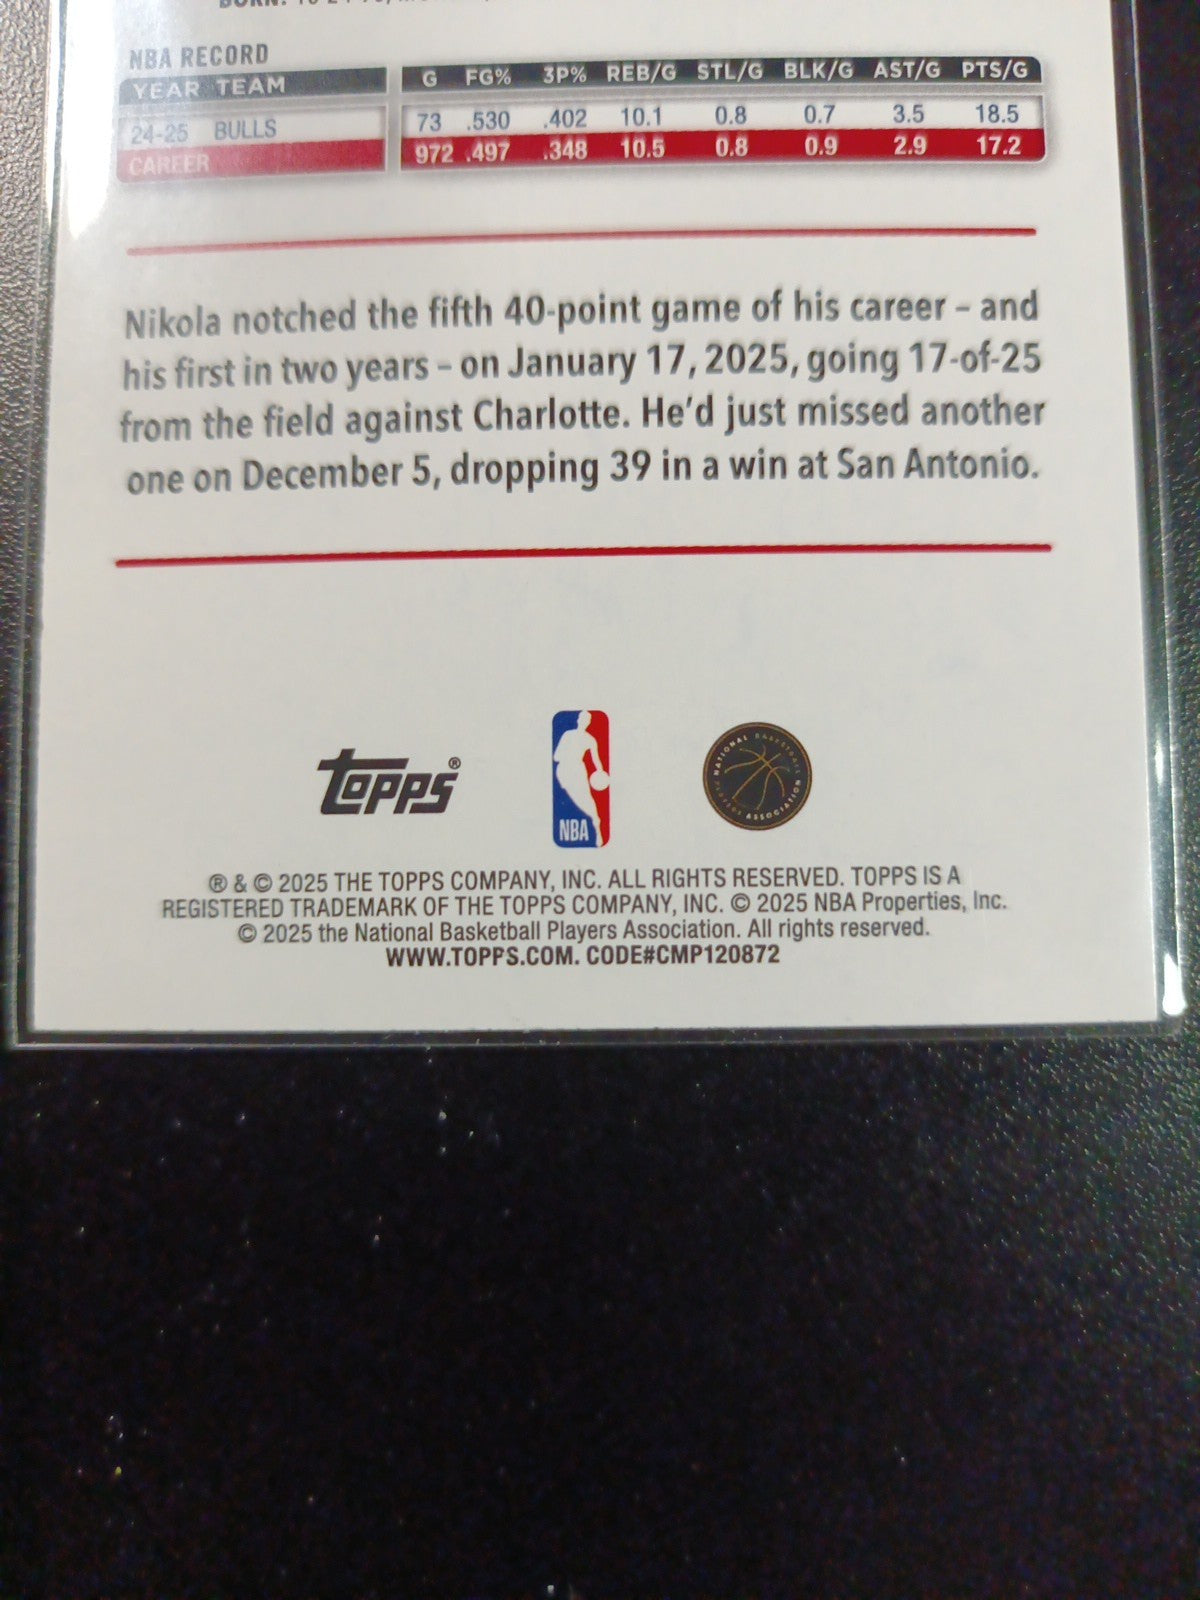 NBA RECORD
YEAR TEAM G FG% 3P% REB/G STL/G BLK/G AST/G PTS/G
24-25 BULLS 73 .530 .402 10.1 0.8 0.7 3.5 18.5
CAREER 972 .497 .348 10.5 0.8 0.9 2.9 17.2
Nikola notched the fifth 40-point game of his career – and
his first in two years – on January 17, 2025, going 17-of-25
from the field against Charlotte. He'd just missed another
one on December 5, dropping 39 in a win at San Antonio.
TOPPS®
NBA
NATIONAL BASKETBALL PLAYERS ASSOCIATION
® & © 2025 THE TOPPS COMPANY, INC. ALL RIGHTS RESERVED. TOPPS IS A
REGISTERED TRADEMARK OF THE TOPPS COMPANY, INC. © 2025 NBA Properties, Inc.
© 2025 the National Basketball Players Association. All rights reserved.
WWW.TOPPS.COM. CODE#CMP120872